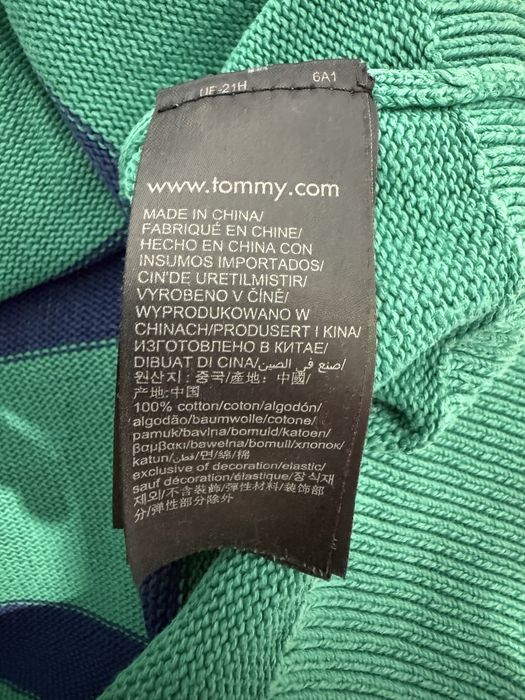 6A1
UE-21H
www.tommy.com
MADE IN CHINA/
FABRIQUÉ EN CHINE/
HECHO EN CHINA CON
INSUMOS IMPORTADOS/
CIN'DE URETILMISTIR/
VYROBENO V ČÍNĚ/
WYPRODUKOWANO W
CHINACH/PRODUSERT I KINA/
ИЗГОТОВЛЕНО В КИТАЕ/
DIBUAT DI CINA/صنع في الصين/
원산지 : 중국/產地：中國/
产地:中国
100% cotton/coton/algodón/
algodão/baumwolle/cotone/
pamuk/bavlna/bomuld/katoen/
βαμβακι/bawełna/bomull/хлопок/
katun/قطن/면/綿/棉
exclusive of decoration/elastic/
sauf décoration/élastique/장식재
제외/不含裝飾/彈性材料/装饰部
分/弹性部分除外